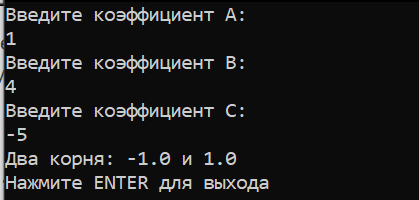 Введите коэффициент A:
1
Введите коэффициент B:
4
Введите коэффициент C:
-5
Два корня: -1.0 и 1.0
Нажмите ENTER для выхода